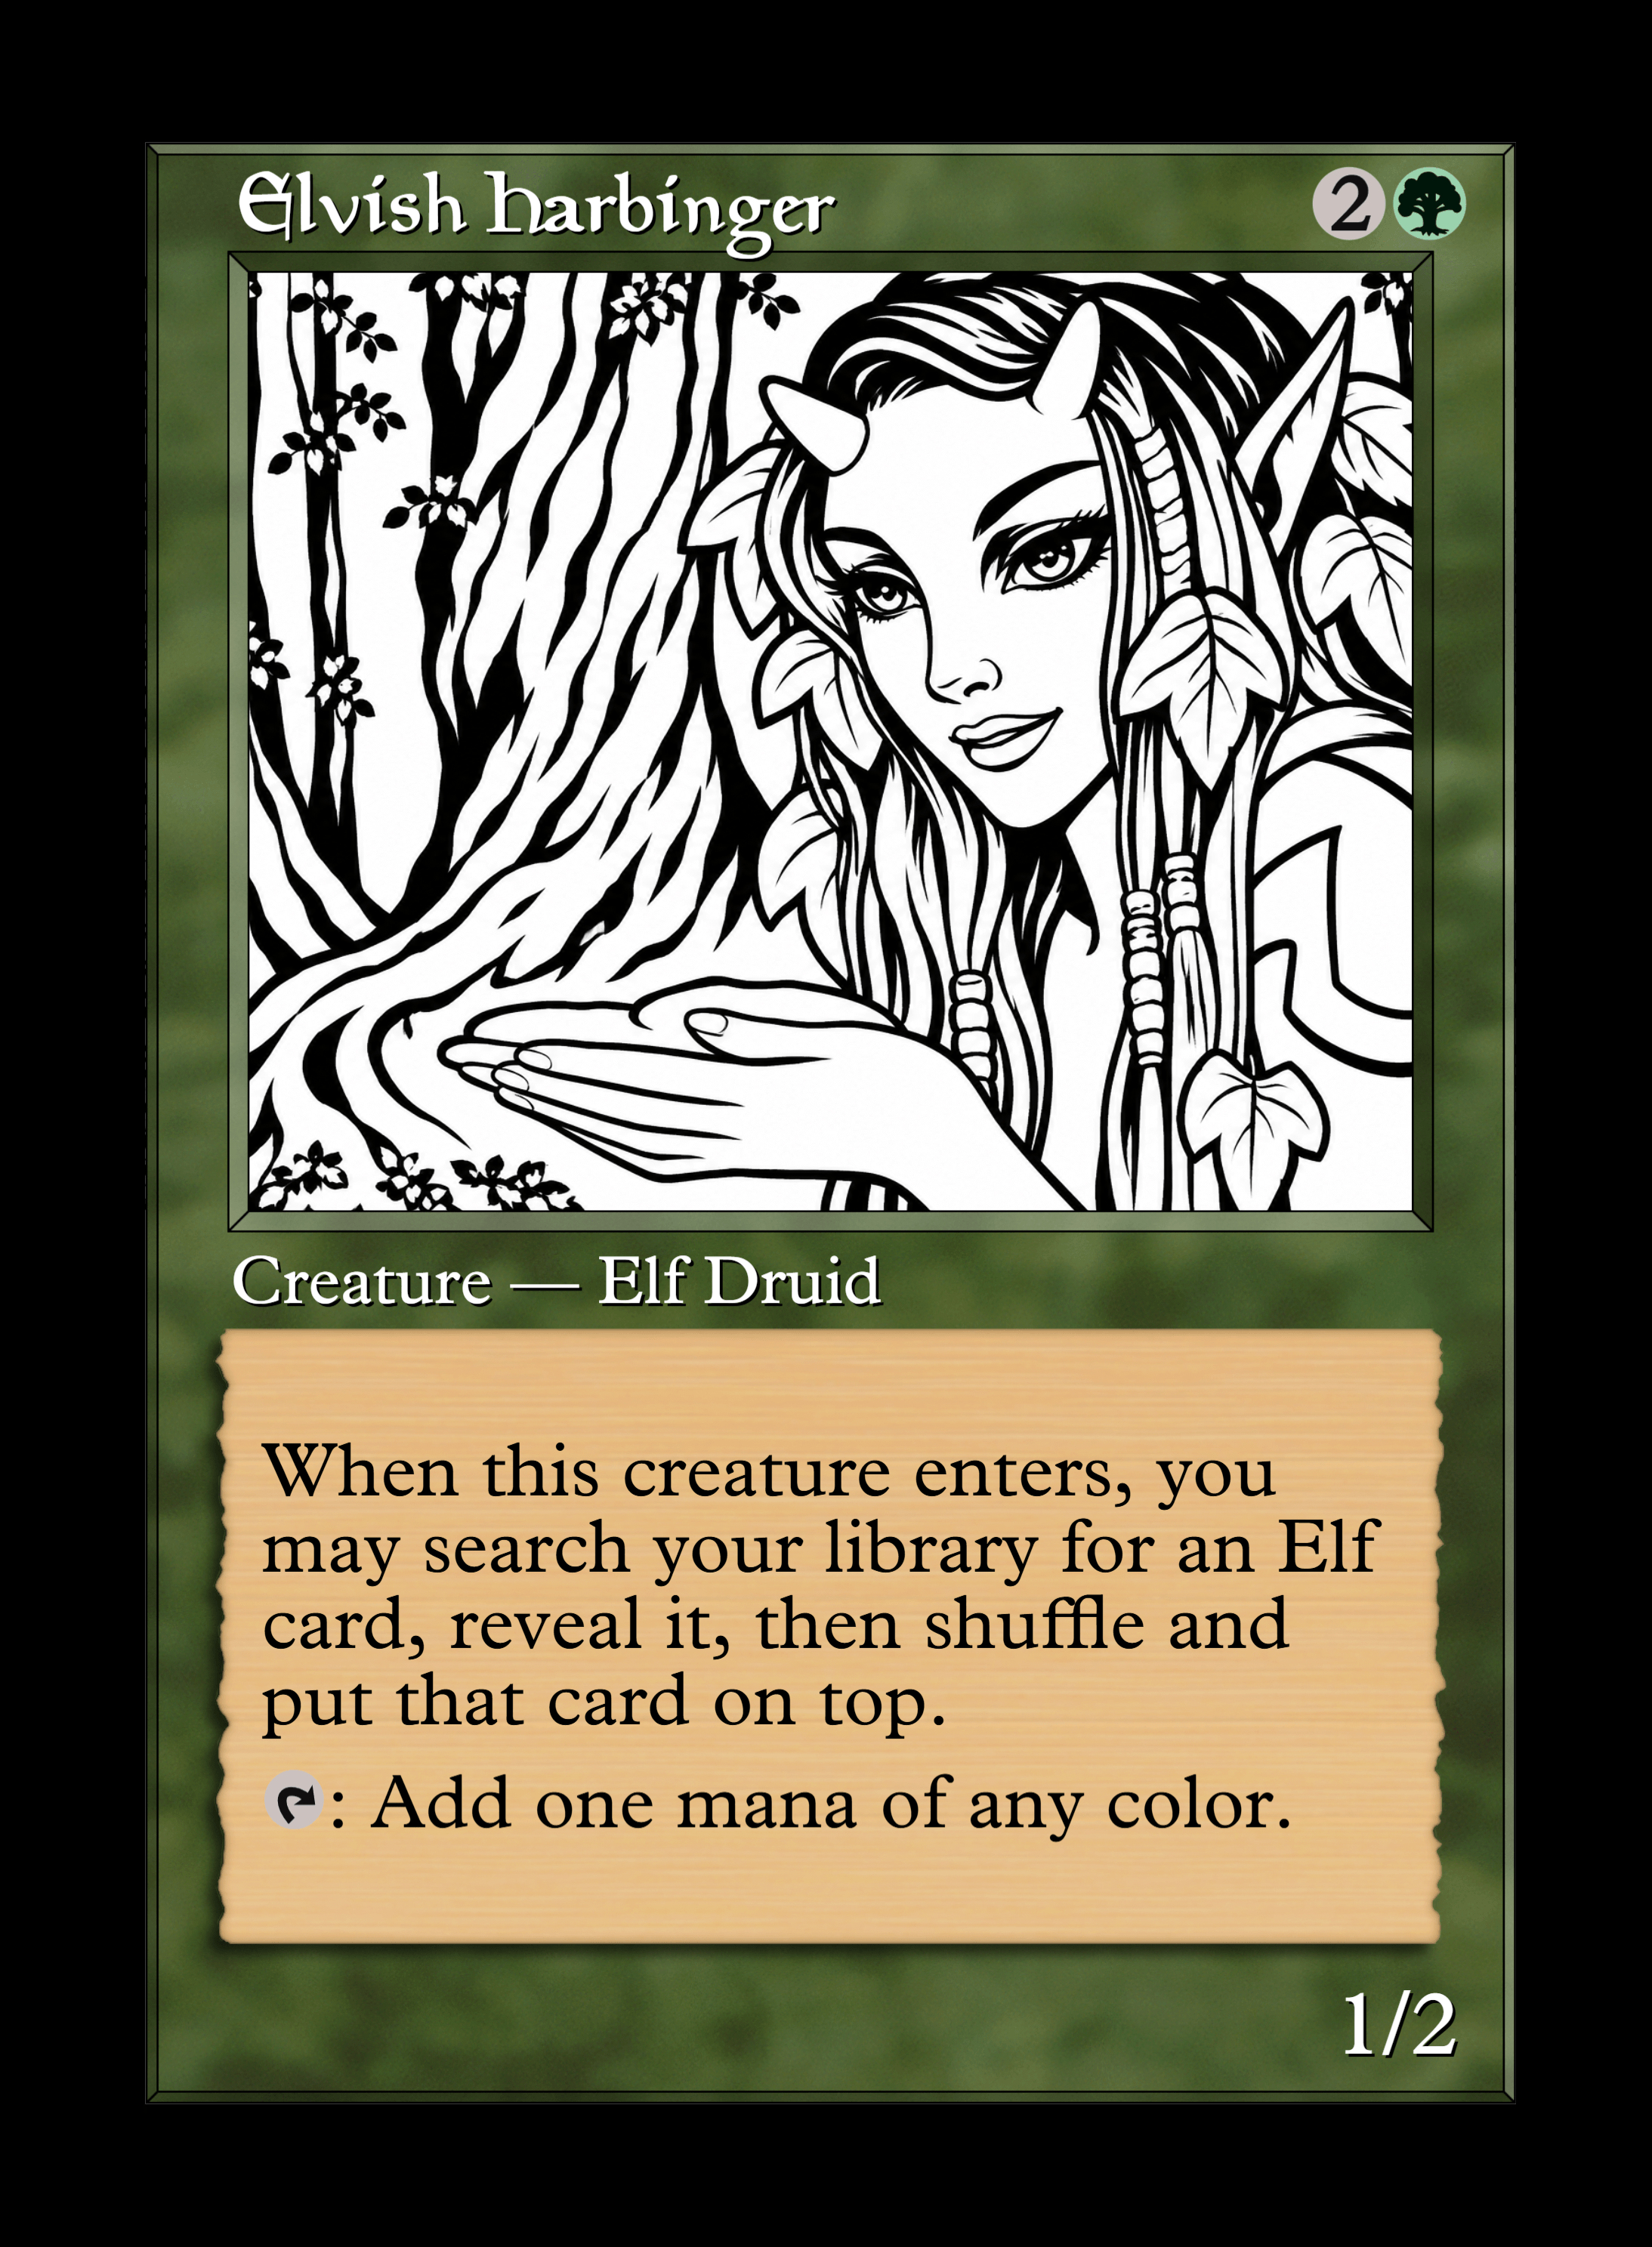 Elvish Harbinger 2
Creature — Elf Druid
When this creature enters, you
may search your library for an Elf
card, reveal it, then shuffle and
put that card on top.
: Add one mana of any color.
1/2